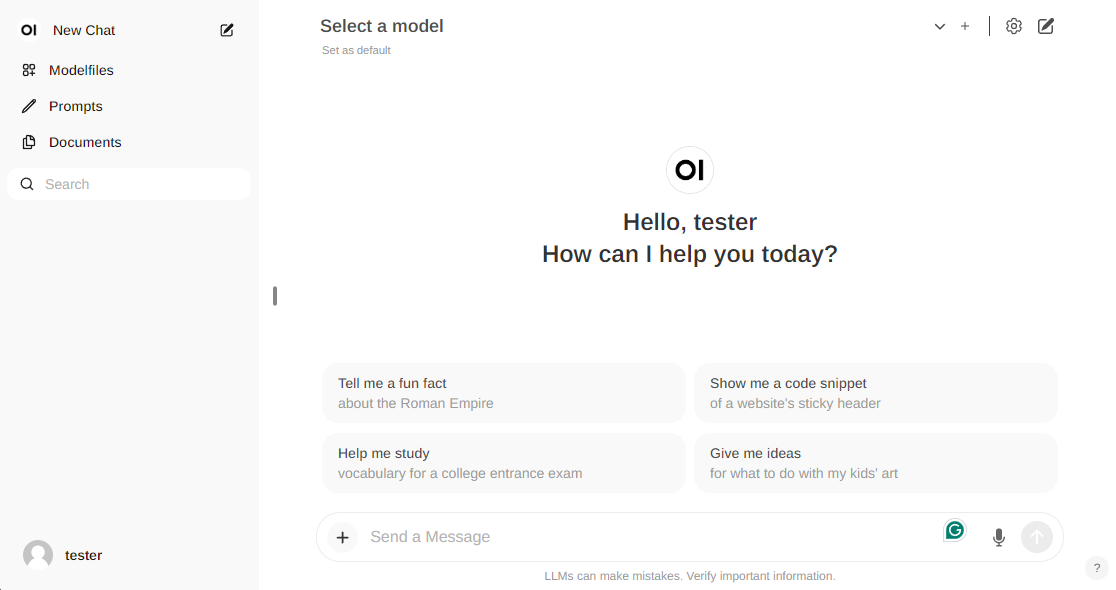 OI New Chat
Modelfiles
Prompts
Documents
Search
tester
Select a model
Set as default
OI
Hello, tester
How can I help you today?
Tell me a fun fact
about the Roman Empire
Show me a code snippet
of a website's sticky header
Help me study
vocabulary for a college entrance exam
Give me ideas
for what to do with my kids' art
Send a Message
G
LLMs can make mistakes. Verify important information.
?